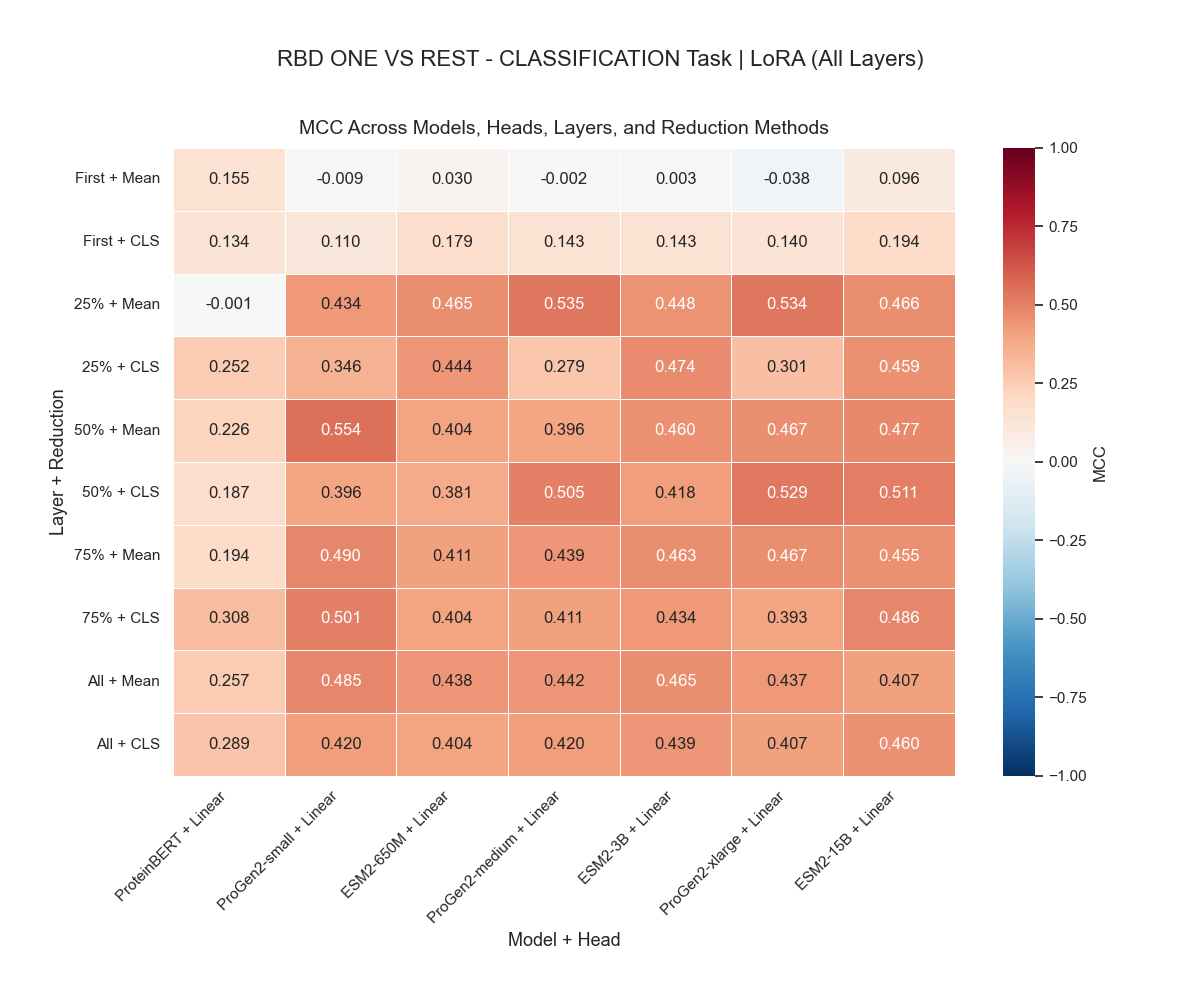 RBD ONE VS REST - CLASSIFICATION Task | LoRA (All Layers)
MCC Across Models, Heads, Layers, and Reduction Methods
Layer + Reduction
First + Mean 0.155 -0.009 0.030 -0.002 0.003 -0.038 0.096
First + CLS 0.134 0.110 0.179 0.143 0.143 0.140 0.194
25% + Mean -0.001 0.434 0.465 0.535 0.448 0.534 0.466
25% + CLS 0.252 0.346 0.444 0.279 0.474 0.301 0.459
50% + Mean 0.226 0.554 0.404 0.396 0.460 0.467 0.477
50% + CLS 0.187 0.396 0.381 0.505 0.418 0.529 0.511
75% + Mean 0.194 0.490 0.411 0.439 0.463 0.467 0.455
75% + CLS 0.308 0.501 0.404 0.411 0.434 0.393 0.486
All + Mean 0.257 0.485 0.438 0.442 0.465 0.437 0.407
All + CLS 0.289 0.420 0.404 0.420 0.439 0.407 0.460
ProteinBERT + Linear
ProGen2-small + Linear
ESM2-650M + Linear
ProGen2-medium + Linear
ESM2-3B + Linear
ProGen2-xlarge + Linear
ESM2-15B + Linear
Model + Head
1.00
0.75
0.50
0.25
0.00
−0.25
−0.50
−0.75
−1.00
MCC